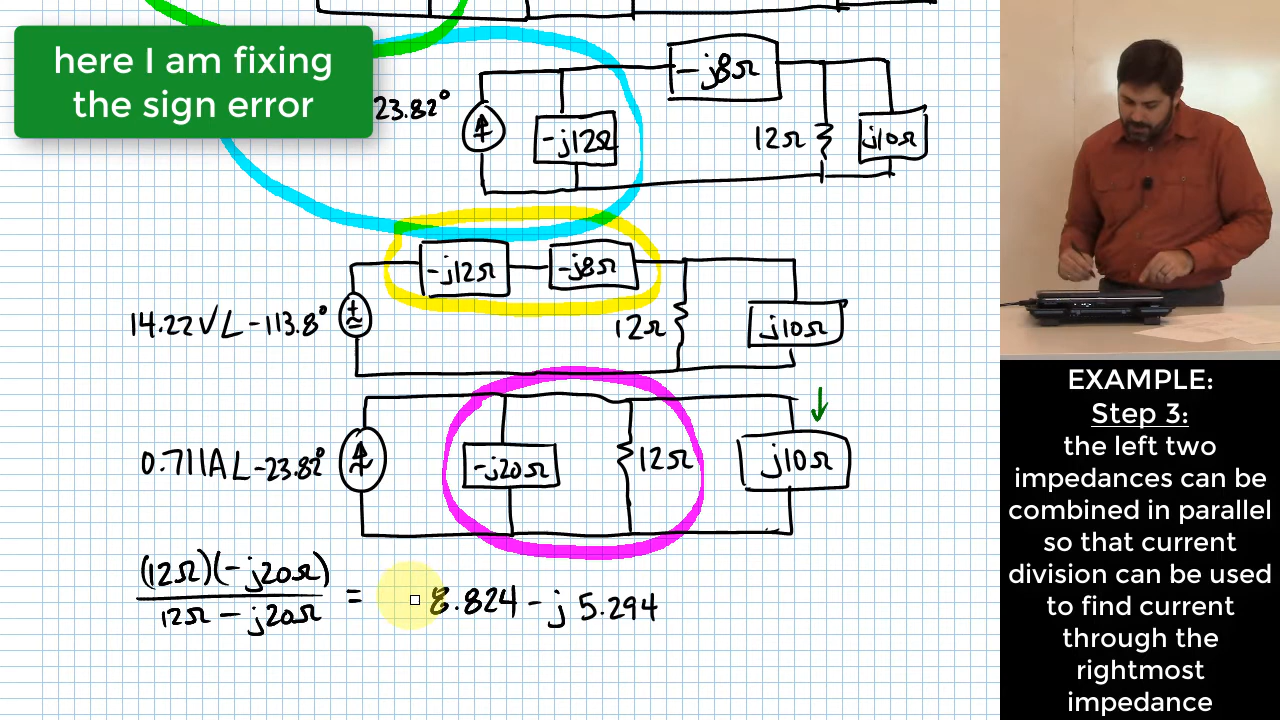 here I am fixing
the sign error
23.82°
-j8Ω
-j12Ω
12Ω
j10Ω
-j12Ω
-j8Ω
14.22V∠-113.8°
12Ω
j10Ω
0.711A∠-23.82°
-j20Ω
12Ω
j10Ω
(12Ω)(-j20Ω)
12Ω - j20Ω
= 8.824 - j 5.294
EXAMPLE:
Step 3:
the left two
impedances can be
combined in parallel
so that current
division can be used
to find current
through the
rightmost
impedance